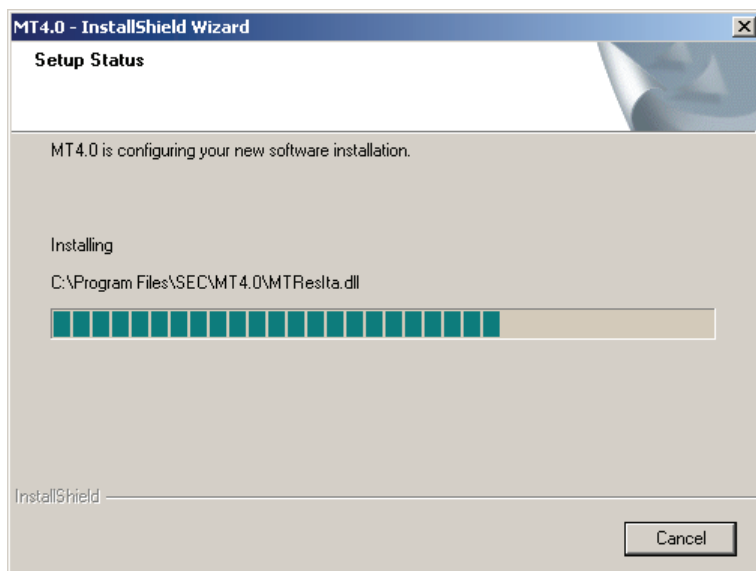 MT4.0 - InstallShield Wizard
Setup Status
MT4.0 is configuring your new software installation.
Installing
C:\Program Files\SEC\MT4.0\MTResIta.dll
InstallShield
Cancel